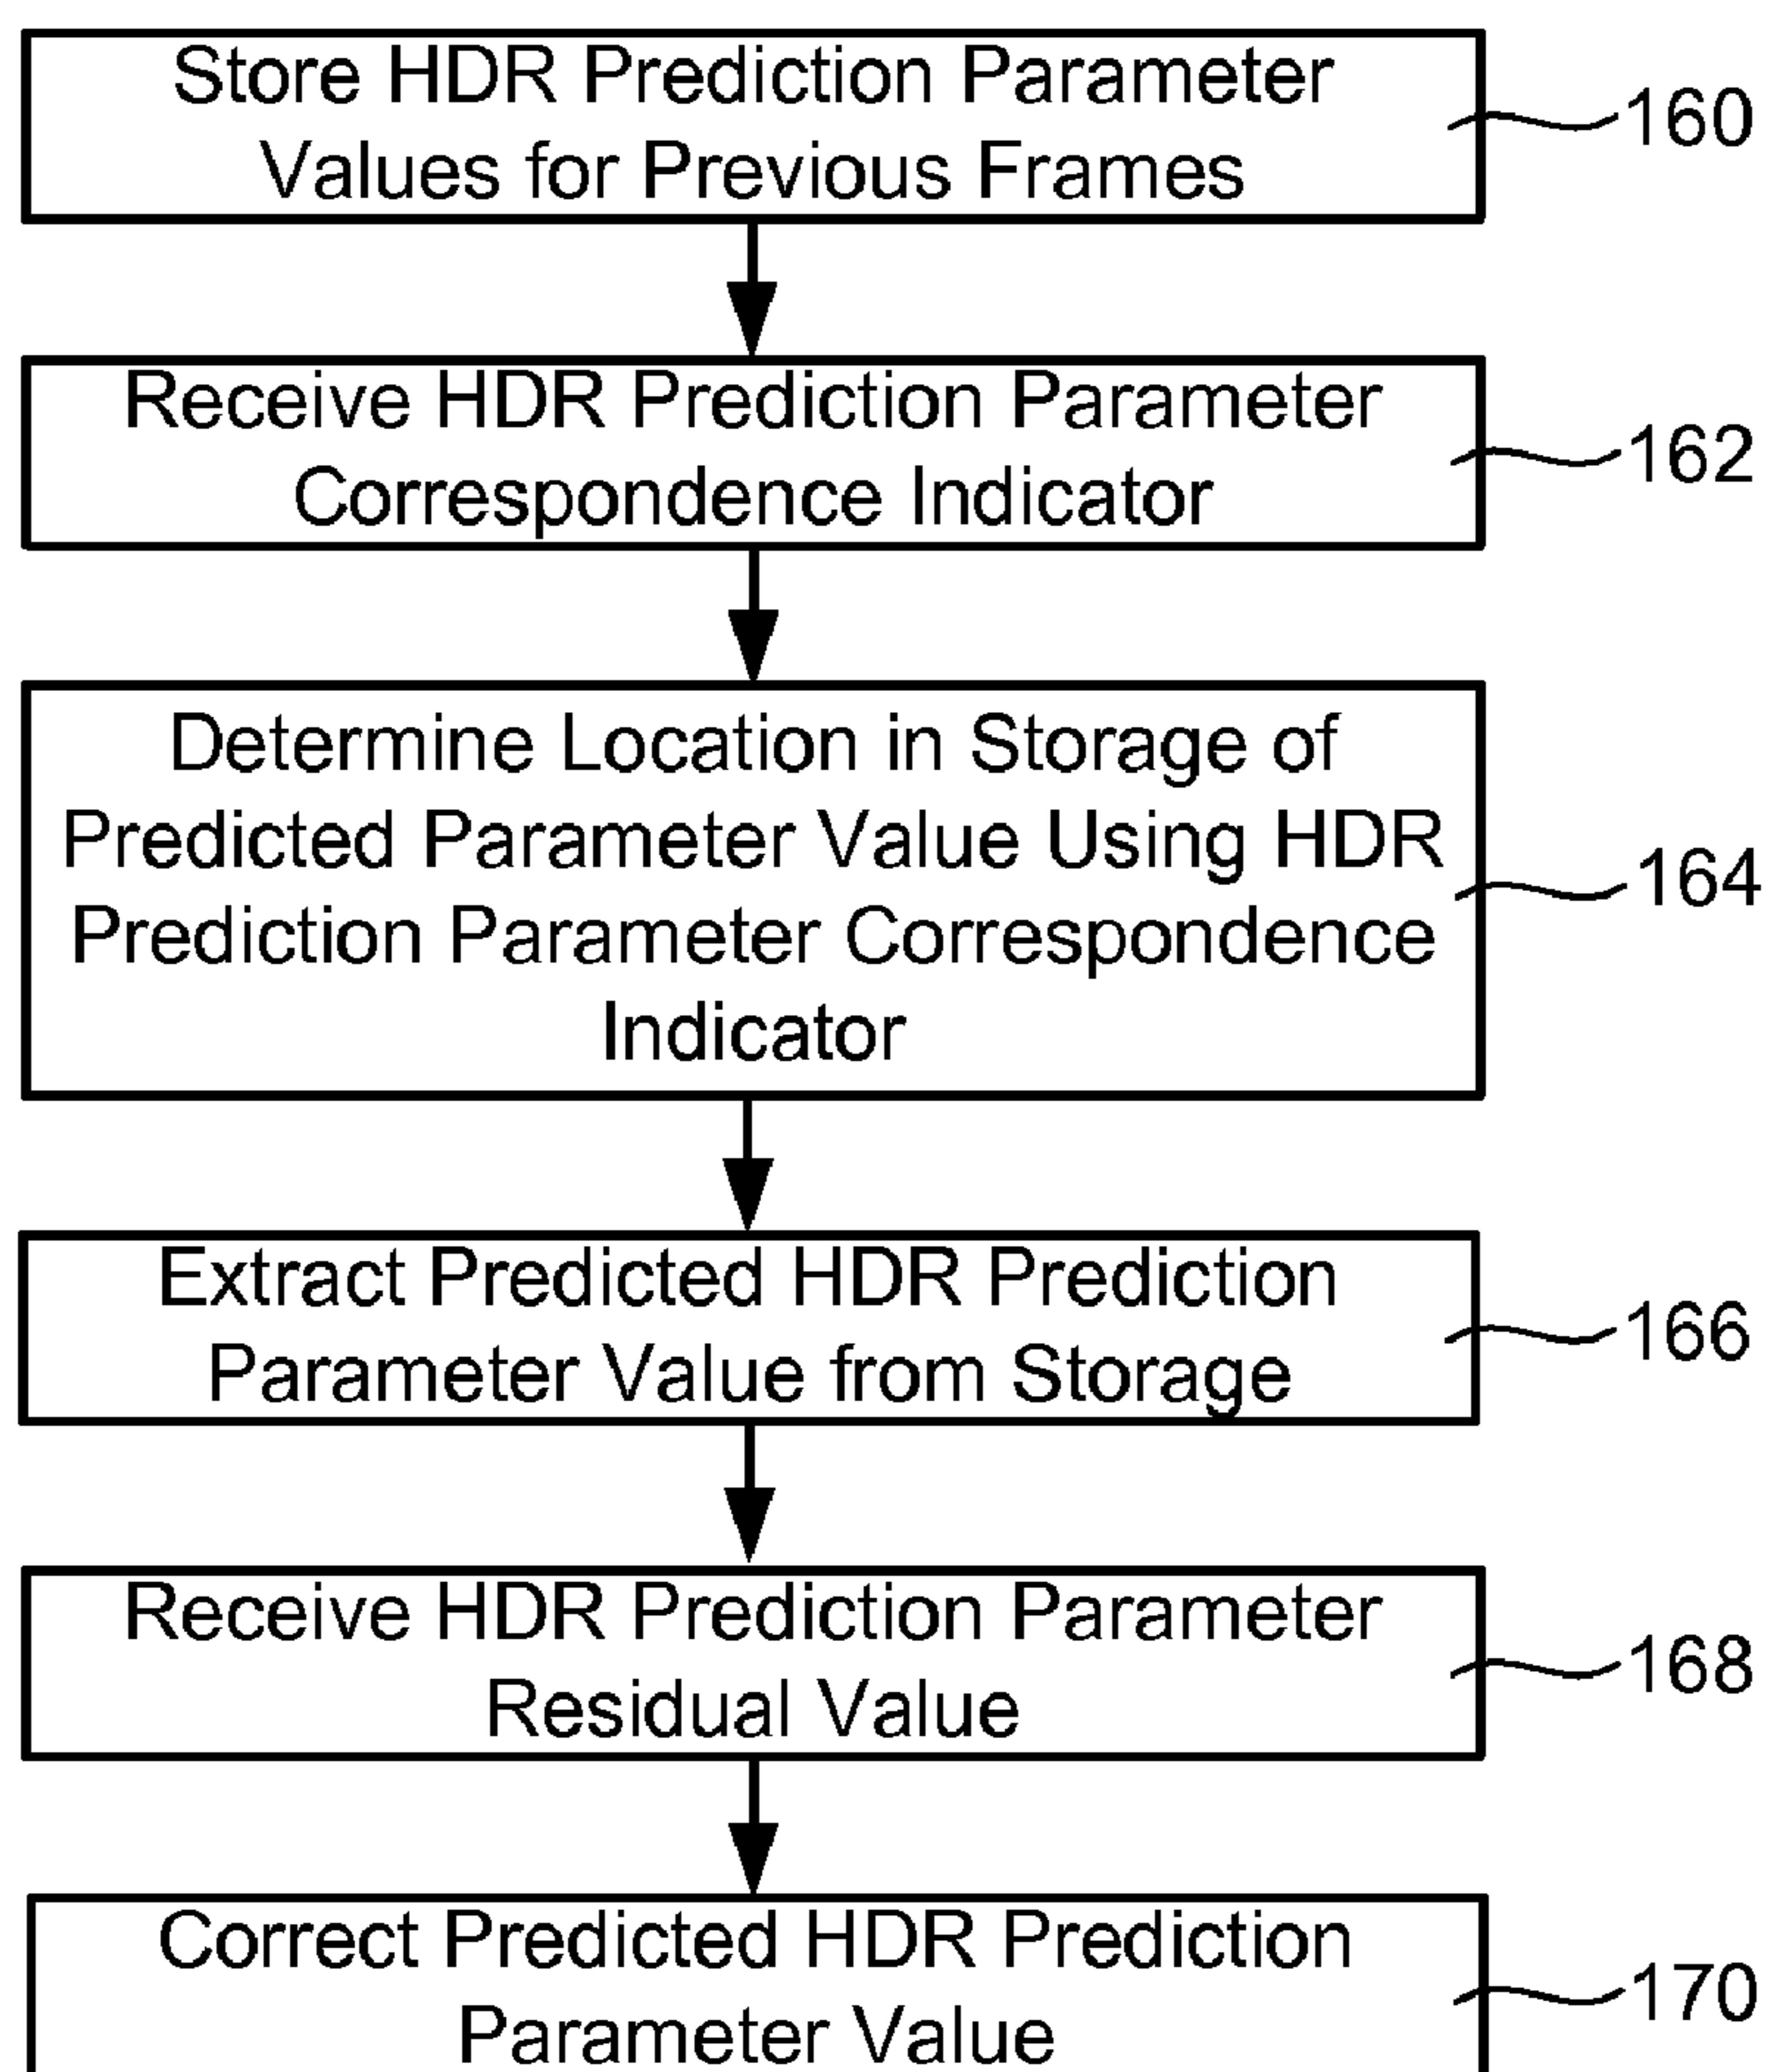 Store HDR Prediction Parameter
Values for Previous Frames
160
Receive HDR Prediction Parameter
Correspondence Indicator
162
Determine Location in Storage of
Predicted Parameter Value Using HDR
Prediction Parameter Correspondence
Indicator
164
Extract Predicted HDR Prediction
Parameter Value from Storage
166
Receive HDR Prediction Parameter
Residual Value
168
Correct Predicted HDR Prediction
Parameter Value
170